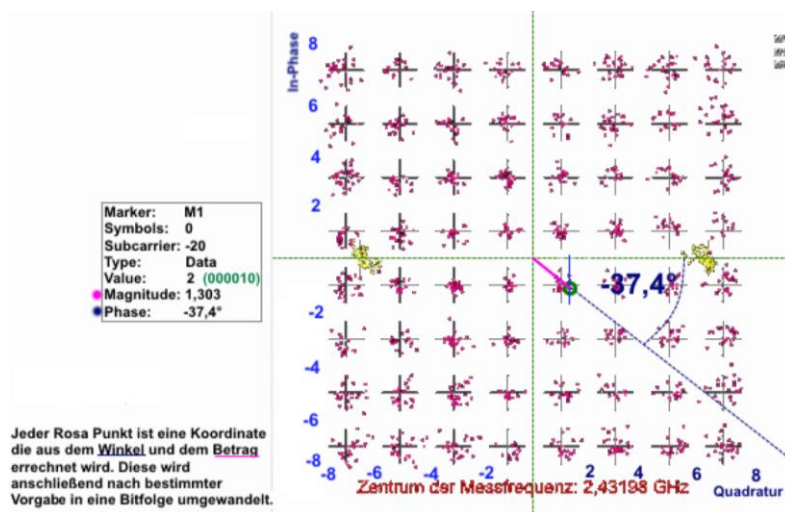 In-Phase
8
6
4
2
-2
-4
-6
-8
Marker: M1
Symbols: 0
Subcarrier: -20
Type: Data
Value: 2 (000010)
Magnitude: 1,303
Phase: -37,4°
-37,4°
Jeder Rosa Punkt ist eine Koordinate
die aus dem Winkel und dem Betrag
errechnet wird. Diese wird
anschließend nach bestimmter
Vorgabe in eine Bitfolge umgewandelt.
-8 -6 -4 -2 2 4 6 8
Zentrum der Messfrequenz: 2,43198 GHz
Quadratur